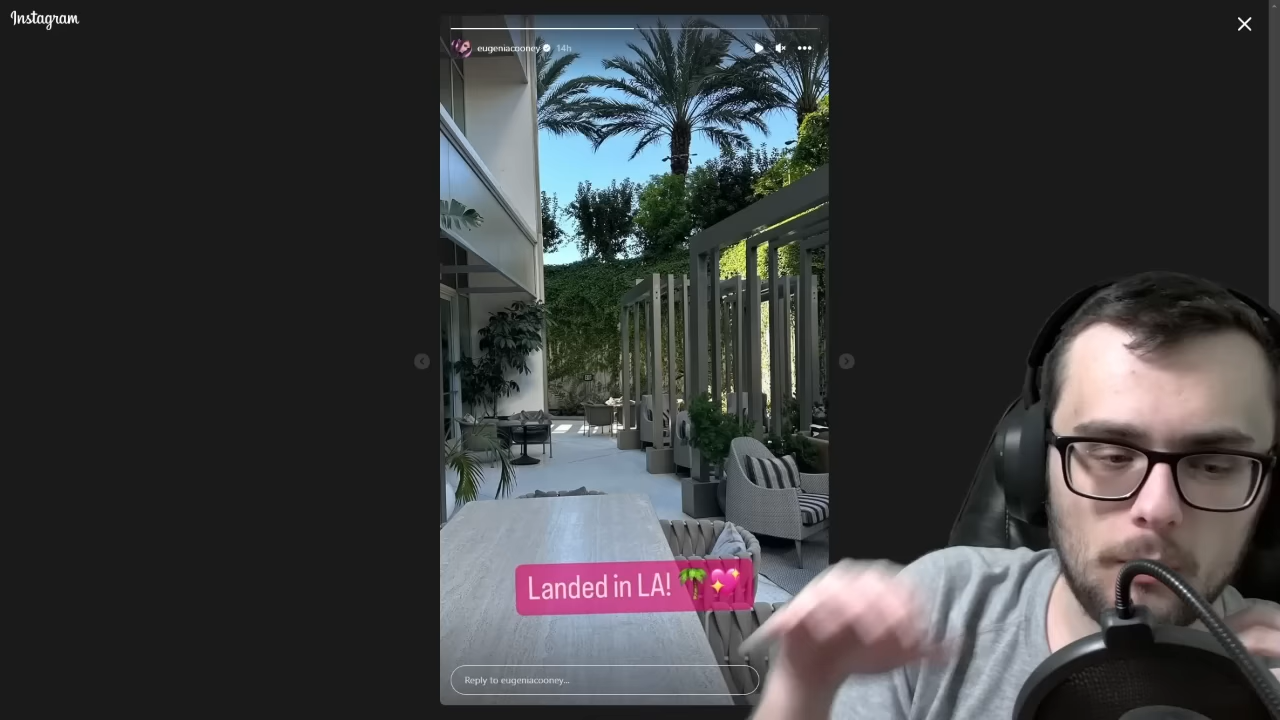 Instagram
eugeniacooney 14h
Landed in LA! 🌴💖
Reply to eugeniacooney...